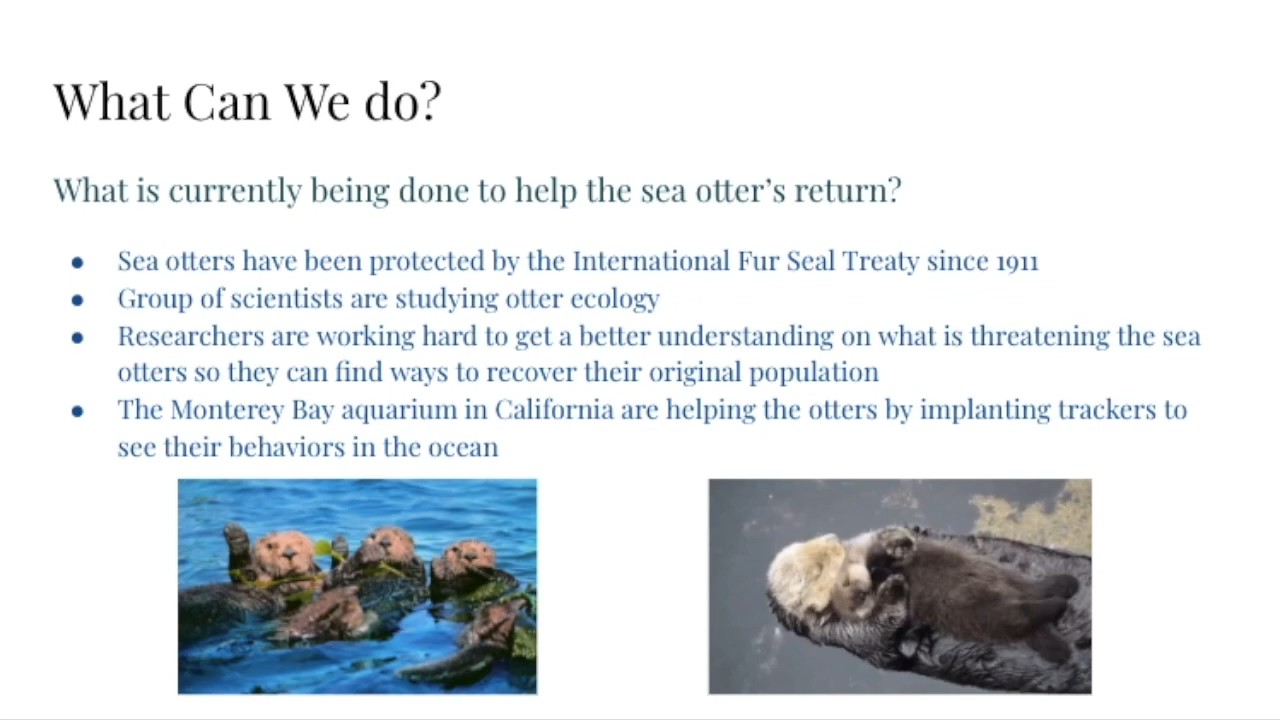 What Can We do?
What is currently being done to help the sea otter’s return?
● Sea otters have been protected by the International Fur Seal Treaty since 1911
● Group of scientists are studying otter ecology
● Researchers are working hard to get a better understanding on what is threatening the sea
otters so they can find ways to recover their original population
● The Monterey Bay aquarium in California are helping the otters by implanting trackers to
see their behaviors in the ocean